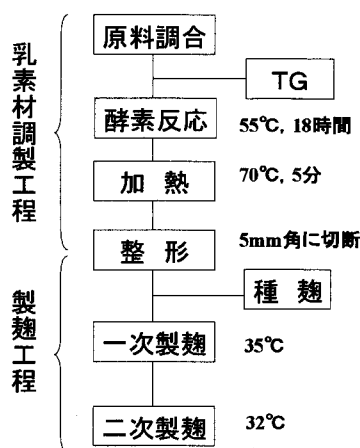 乳素材調製工程
原料調合
TG
酵素反応 55℃, 18時間
加熱 70℃, 5分
整形 5mm角に切断
製麹工程
種麹
一次製麹 35℃
二次製麹 32℃